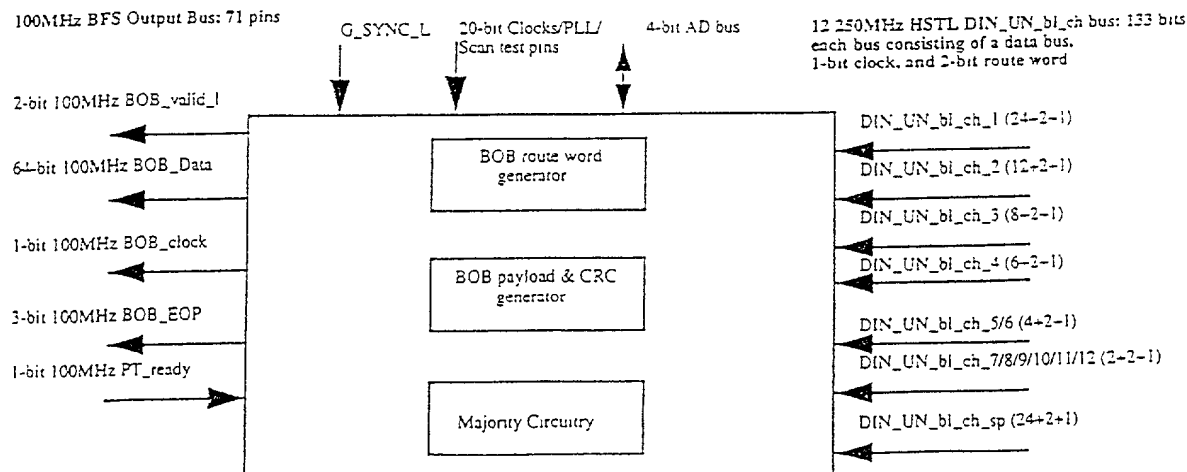 100MHz BFS Output Bus: 71 pins
G_SYNC_L
20-bit Clocks/PLL/
Scan test pins
4-bit AD bus
12 250MHz HSTL DIN_UN_bl_ch bus: 133 bits
each bus consisting of a data bus,
1-bit clock, and 2-bit route word
2-bit 100MHz BOB_valid_l
64-bit 100MHz BOB_Data
1-bit 100MHz BOB_clock
3-bit 100MHz BOB_EOP
1-bit 100MHz PT_ready
BOB route word
generator
BOB payload & CRC
generator
Majority Circuitry
DIN_UN_bl_ch_1 (24+2+1)
DIN_UN_bl_ch_2 (12+2+1)
DIN_UN_bl_ch_3 (8+2+1)
DIN_UN_bl_ch_4 (6+2+1)
DIN_UN_bl_ch_5/6 (4+2+1)
DIN_UN_bl_ch_7/8/9/10/11/12 (2+2+1)
DIN_UN_bl_ch_sp (24+2+1)